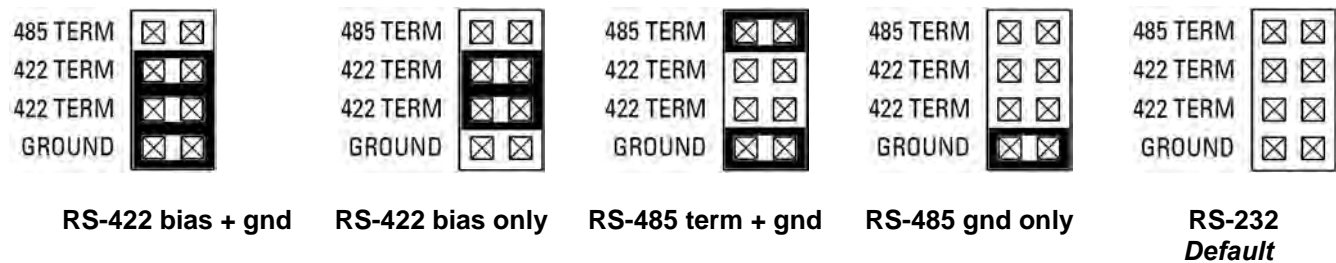 485 TERM 485 TERM 485 TERM 485 TERM 485 TERM
422 TERM 422 TERM 422 TERM 422 TERM 422 TERM
422 TERM 422 TERM 422 TERM 422 TERM 422 TERM
GROUND GROUND GROUND GROUND GROUND
RS-422 bias + gnd RS-422 bias only RS-485 term + gnd RS-485 gnd only RS-232
Default